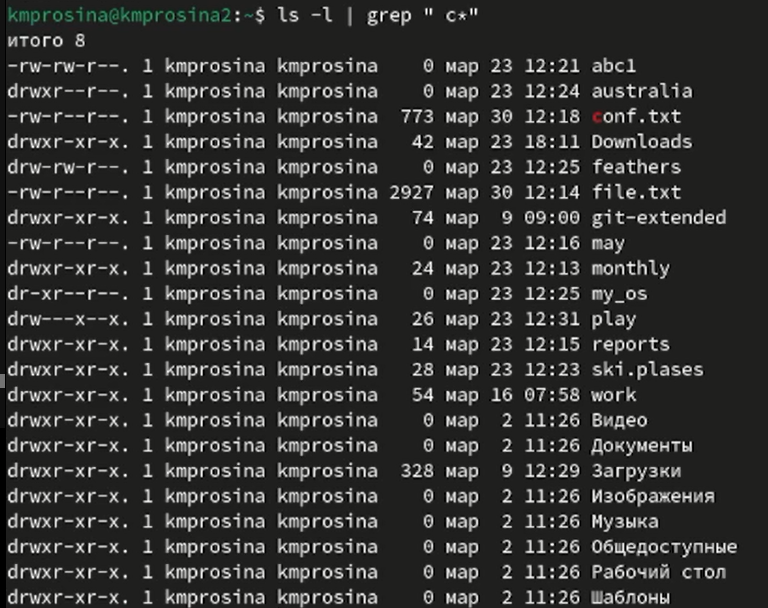 kmprosina@kmprosina2:~$ ls -l | grep " c*"
итого 8
-rw-rw-r--. 1 kmprosina kmprosina    0 мар 23 12:21 abc1
drwxr--r--. 1 kmprosina kmprosina    0 мар 23 12:24 australia
-rw-r--r--. 1 kmprosina kmprosina  773 мар 30 12:18 conf.txt
drwxr-xr-x. 1 kmprosina kmprosina   42 мар 23 18:11 Downloads
drw-rw-r--. 1 kmprosina kmprosina    0 мар 23 12:25 feathers
-rw-r--r--. 1 kmprosina kmprosina 2927 мар 30 12:14 file.txt
drwxr-xr-x. 1 kmprosina kmprosina   74 мар  9 09:00 git-extended
-rw-r--r--. 1 kmprosina kmprosina    0 мар 23 12:16 may
drwxr-xr-x. 1 kmprosina kmprosina   24 мар 23 12:13 monthly
dr-xr--r--. 1 kmprosina kmprosina    0 мар 23 12:25 my_os
drw---x--x. 1 kmprosina kmprosina   26 мар 23 12:31 play
drwxr-xr-x. 1 kmprosina kmprosina   14 мар 23 12:15 reports
drwxr-xr-x. 1 kmprosina kmprosina   28 мар 23 12:23 ski.plases
drwxr-xr-x. 1 kmprosina kmprosina   54 мар 16 07:58 work
drwxr-xr-x. 1 kmprosina kmprosina    0 мар  2 11:26 Видео
drwxr-xr-x. 1 kmprosina kmprosina    0 мар  2 11:26 Документы
drwxr-xr-x. 1 kmprosina kmprosina  328 мар  9 12:29 Загрузки
drwxr-xr-x. 1 kmprosina kmprosina    0 мар  2 11:26 Изображения
drwxr-xr-x. 1 kmprosina kmprosina    0 мар  2 11:26 Музыка
drwxr-xr-x. 1 kmprosina kmprosina    0 мар  2 11:26 Общедоступные
drwxr-xr-x. 1 kmprosina kmprosina    0 мар  2 11:26 Рабочий стол
drwxr-xr-x. 1 kmprosina kmprosina    0 мар  2 11:26 Шаблоны